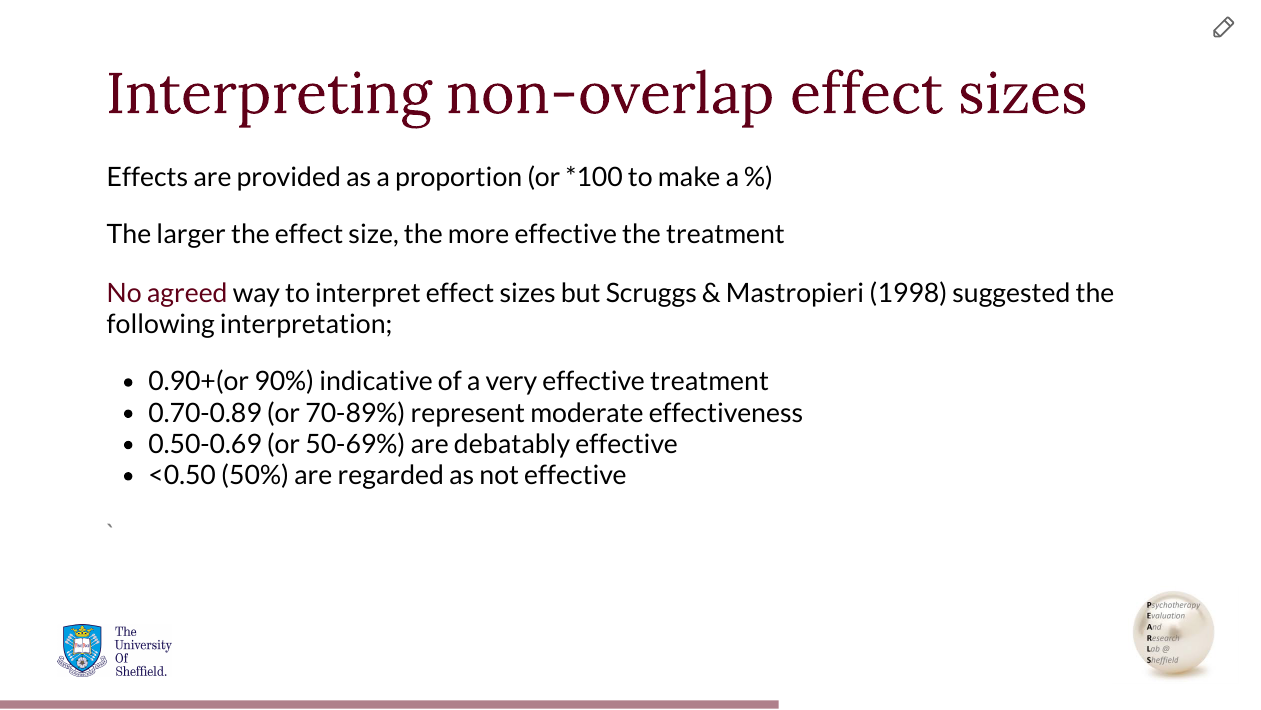 Interpreting non-overlap effect sizes
Effects are provided as a proportion (or *100 to make a %)
The larger the effect size, the more effective the treatment
No agreed way to interpret effect sizes but Scruggs & Mastropieri (1998) suggested the
following interpretation;
• 0.90+(or 90%) indicative of a very effective treatment
• 0.70-0.89 (or 70-89%) represent moderate effectiveness
• 0.50-0.69 (or 50-69%) are debatably effective
• <0.50 (50%) are regarded as not effective
`
The
University
Of
Sheffield.
Psychotherapy
Evaluation
And
Research
Lab @
Sheffield